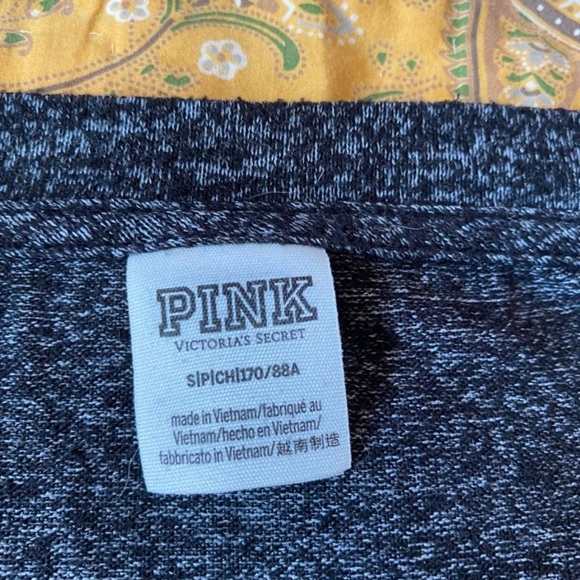 PINK
VICTORIA'S SECRET
S|P|CH|170/88A
made in Vietnam/fabriqué au
Vietnam/hecho en Vietnam/
fabbricato in Vietnam/越南制造